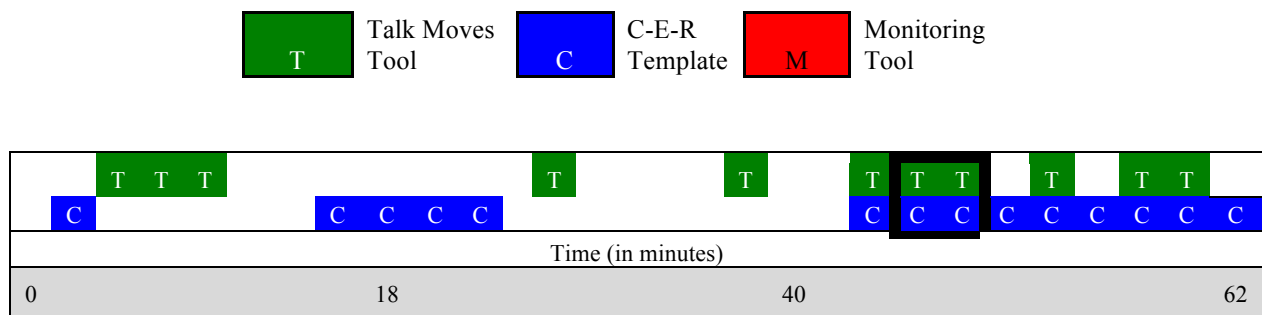 T Talk Moves Tool
C C-E-R Template
M Monitoring Tool
T T T T T T T T T T T
C C C C C C C C C C C C C C
Time (in minutes)
0 18 40 62